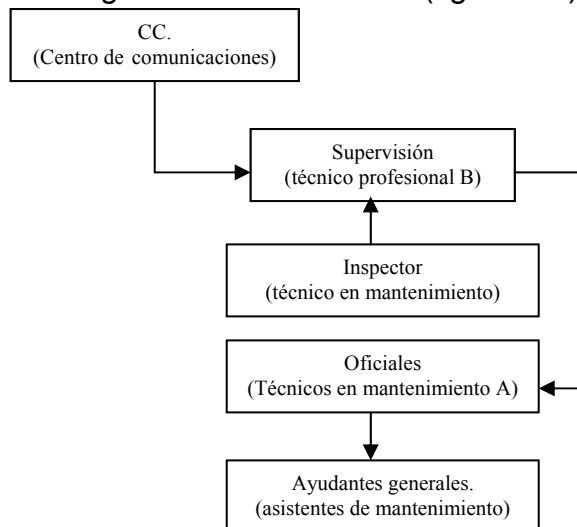 CC.
(Centro de comunicaciones)
Supervisión
(técnico profesional B)
Inspector
(técnico en mantenimiento)
Oficiales
(Técnicos en mantenimiento A)
Ayudantes generales.
(asistentes de mantenimiento)